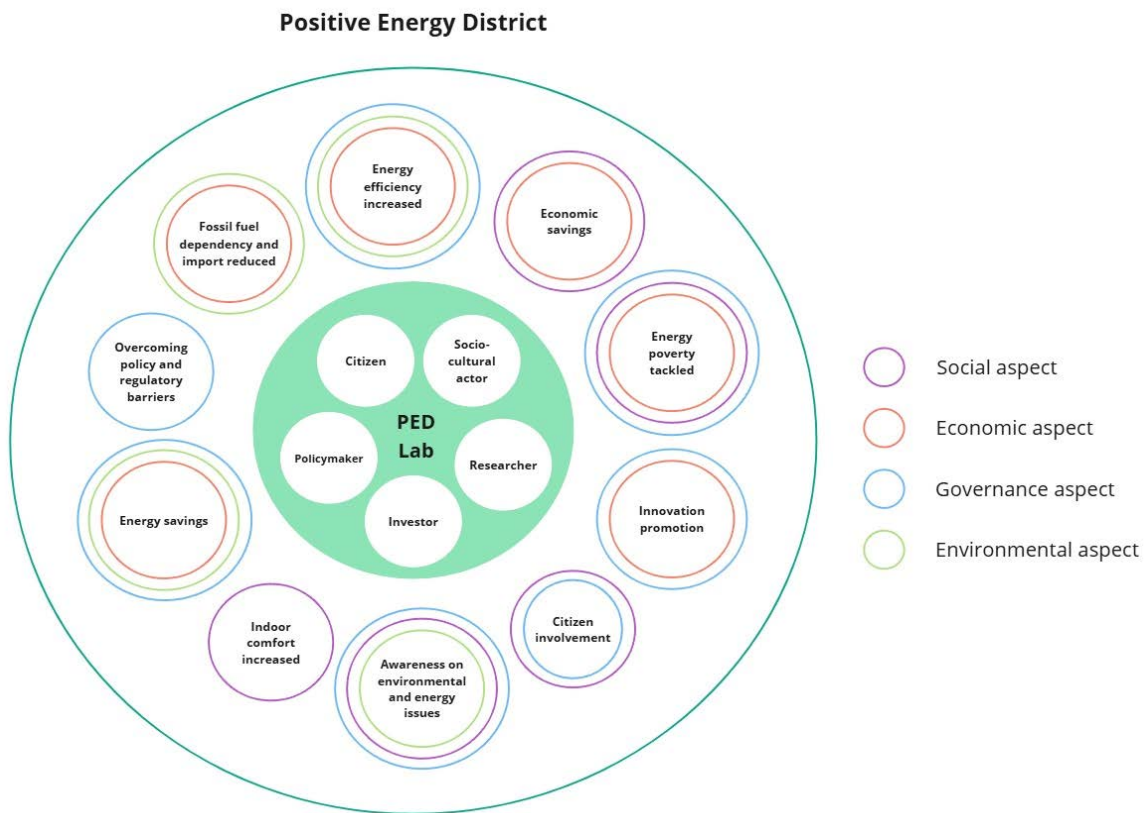 Positive Energy District
Energy
efficiency
increased
Economic
savings
Fossil fuel
dependency and
import reduced
Energy
poverty
tackled
Overcoming
policy and
regulatory
barriers
Citizen
Socio-
cultural
actor
PED
Lab
Policymaker
Researcher
Investor
Energy savings
Innovation
promotion
Indoor
comfort
increased
Citizen
involvement
Awareness on
environmental
and energy
issues
Social aspect
Economic aspect
Governance aspect
Environmental aspect